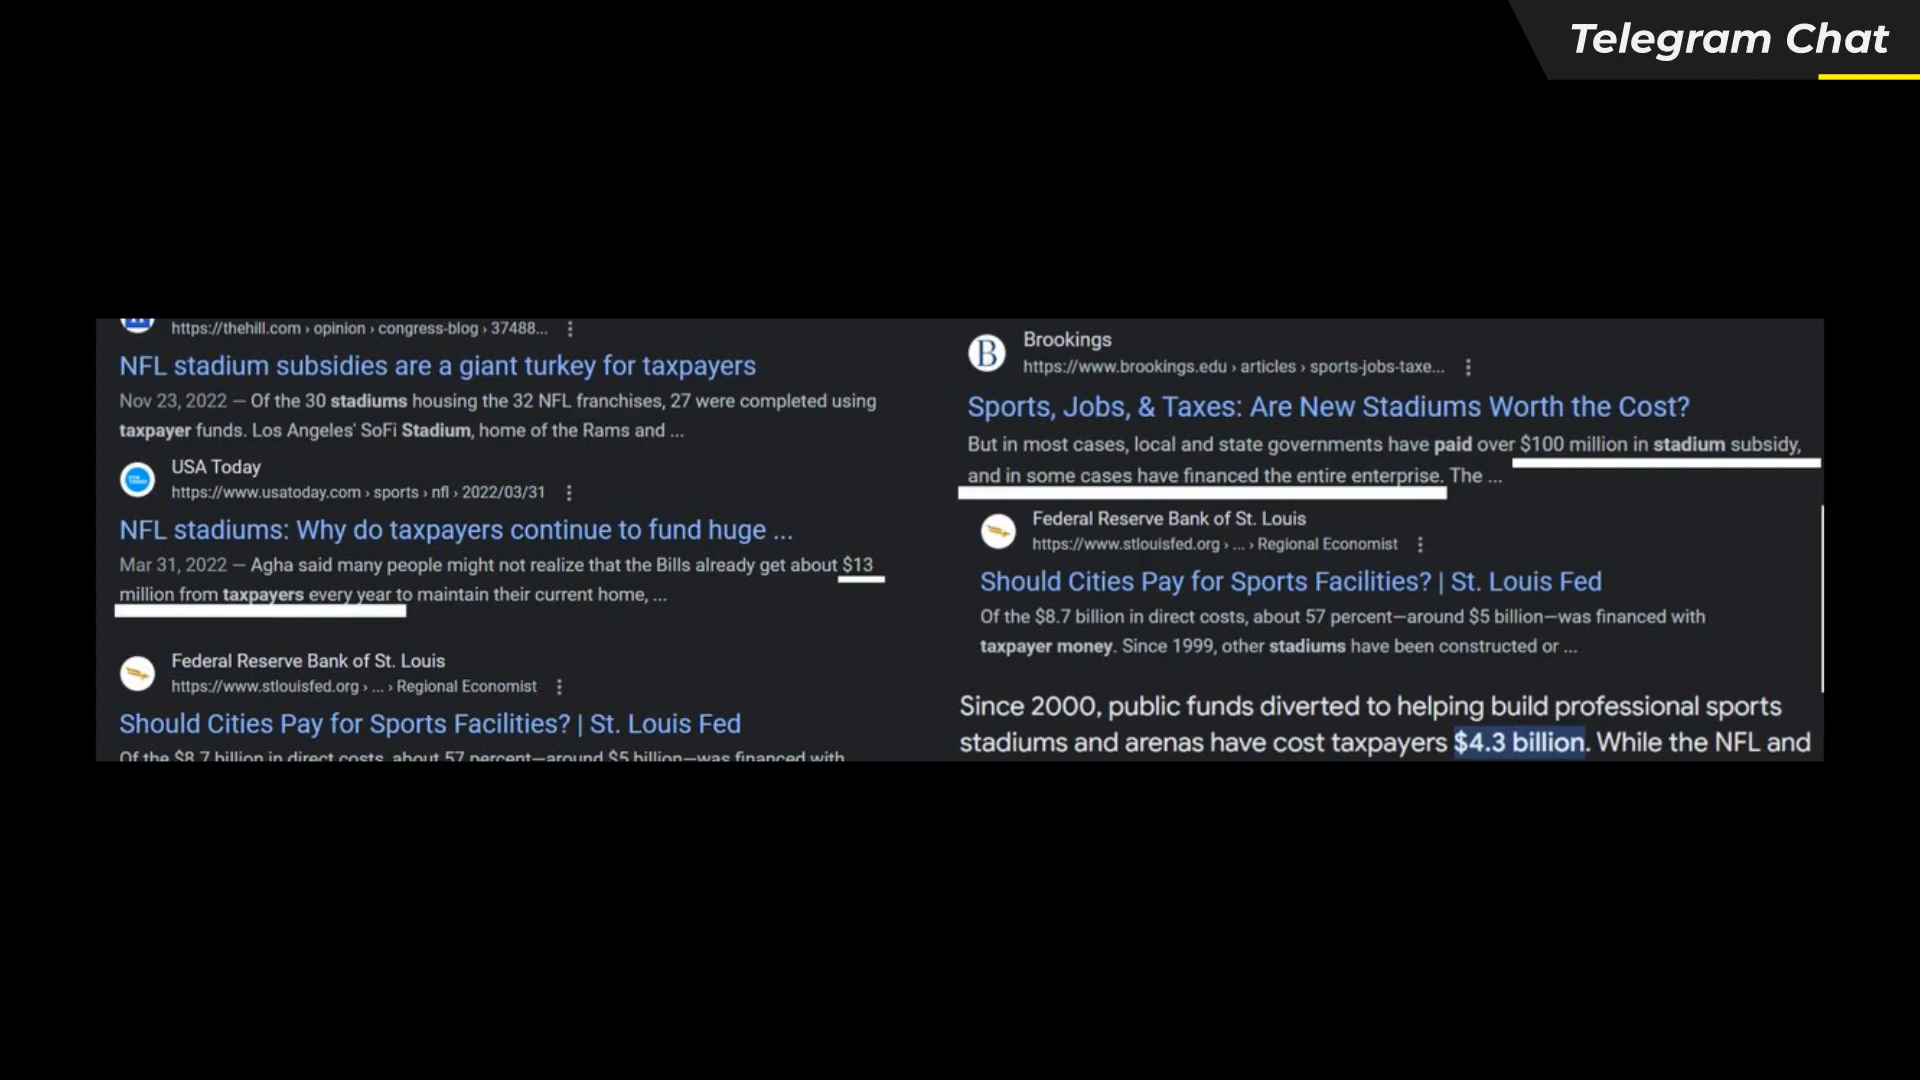 Telegram Chat
https://thehill.com › opinion › congress-blog › 37488...
NFL stadium subsidies are a giant turkey for taxpayers
Nov 23, 2022 — Of the 30 stadiums housing the 32 NFL franchises, 27 were completed using
taxpayer funds. Los Angeles' SoFi Stadium, home of the Rams and ...
USA Today
https://www.usatoday.com › sports › nfl › 2022/03/31
NFL stadiums: Why do taxpayers continue to fund huge ...
Mar 31, 2022 — Agha said many people might not realize that the Bills already get about $13
million from taxpayers every year to maintain their current home, ...
Federal Reserve Bank of St. Louis
https://www.stlouisfed.org › ... › Regional Economist
Should Cities Pay for Sports Facilities? | St. Louis Fed
Of the $8.7 billion in direct costs, about 57 percent—around $5 billion—was financed with
B
Brookings
https://www.brookings.edu › articles › sports-jobs-taxe...
Sports, Jobs, & Taxes: Are New Stadiums Worth the Cost?
But in most cases, local and state governments have paid over $100 million in stadium subsidy,
and in some cases have financed the entire enterprise. The ...
Federal Reserve Bank of St. Louis
https://www.stlouisfed.org › ... › Regional Economist
Should Cities Pay for Sports Facilities? | St. Louis Fed
Of the $8.7 billion in direct costs, about 57 percent—around $5 billion—was financed with
taxpayer money. Since 1999, other stadiums have been constructed or ...
Since 2000, public funds diverted to helping build professional sports
stadiums and arenas have cost taxpayers $4.3 billion. While the NFL and